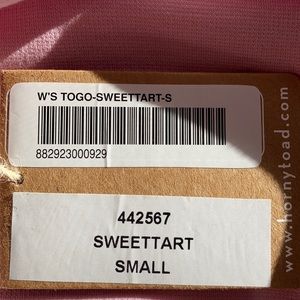 W'S TOGO-SWEETTART-S
882923000929
442567
SWEETTART
SMALL
www.hornytoad.com